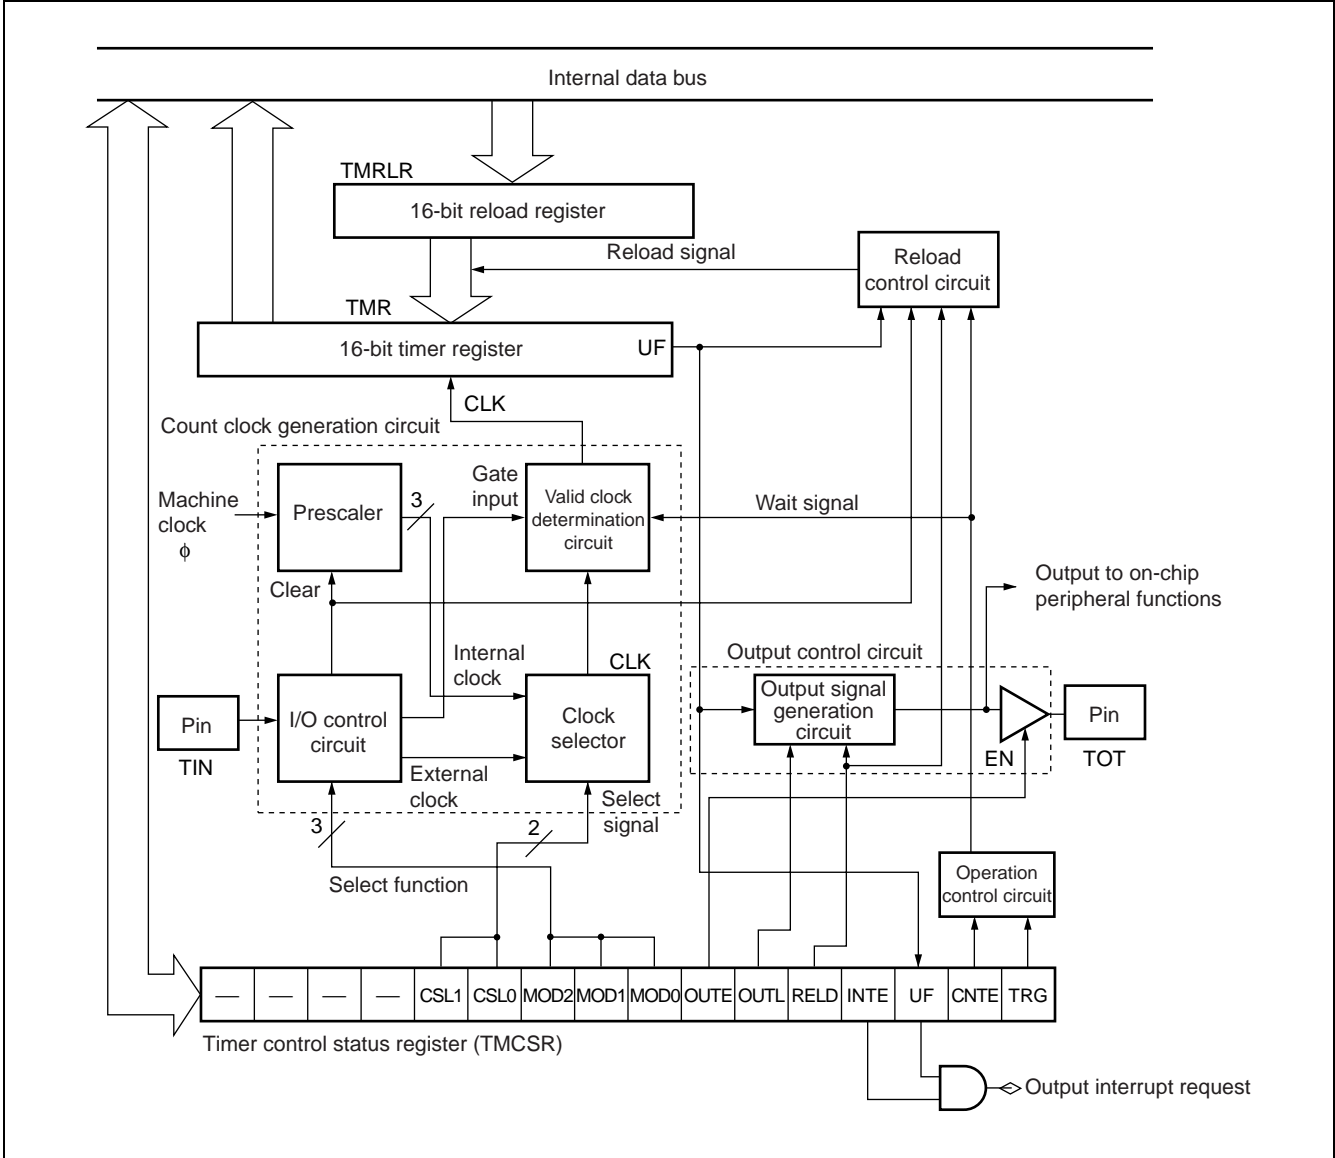 Internal data bus
TMRLR
16-bit reload register
Reload signal
Reload
control circuit
TMR
16-bit timer register
UF
CLK
Count clock generation circuit
Machine
clock
ϕ
Prescaler
3
Gate
input
Valid clock
determination
circuit
Wait signal
Clear
Output to on-chip
peripheral functions
Internal
clock
CLK
Output control circuit
Pin
TIN
I/O control
circuit
Clock
selector
Output signal
generation
circuit
EN
Pin
TOT
External
clock
Select
signal
3
2
Select function
Operation
control circuit
— — — — CSL1 CSL0 MOD2 MOD1 MOD0 OUTE OUTL RELD INTE UF CNTE TRG
Timer control status register (TMCSR)
Output interrupt request